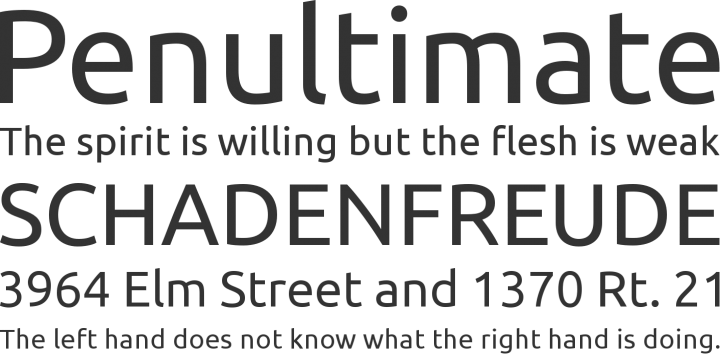 Penultimate
The spirit is willing but the flesh is weak
SCHADENFREUDE
3964 Elm Street and 1370 Rt. 21
The left hand does not know what the right hand is doing.